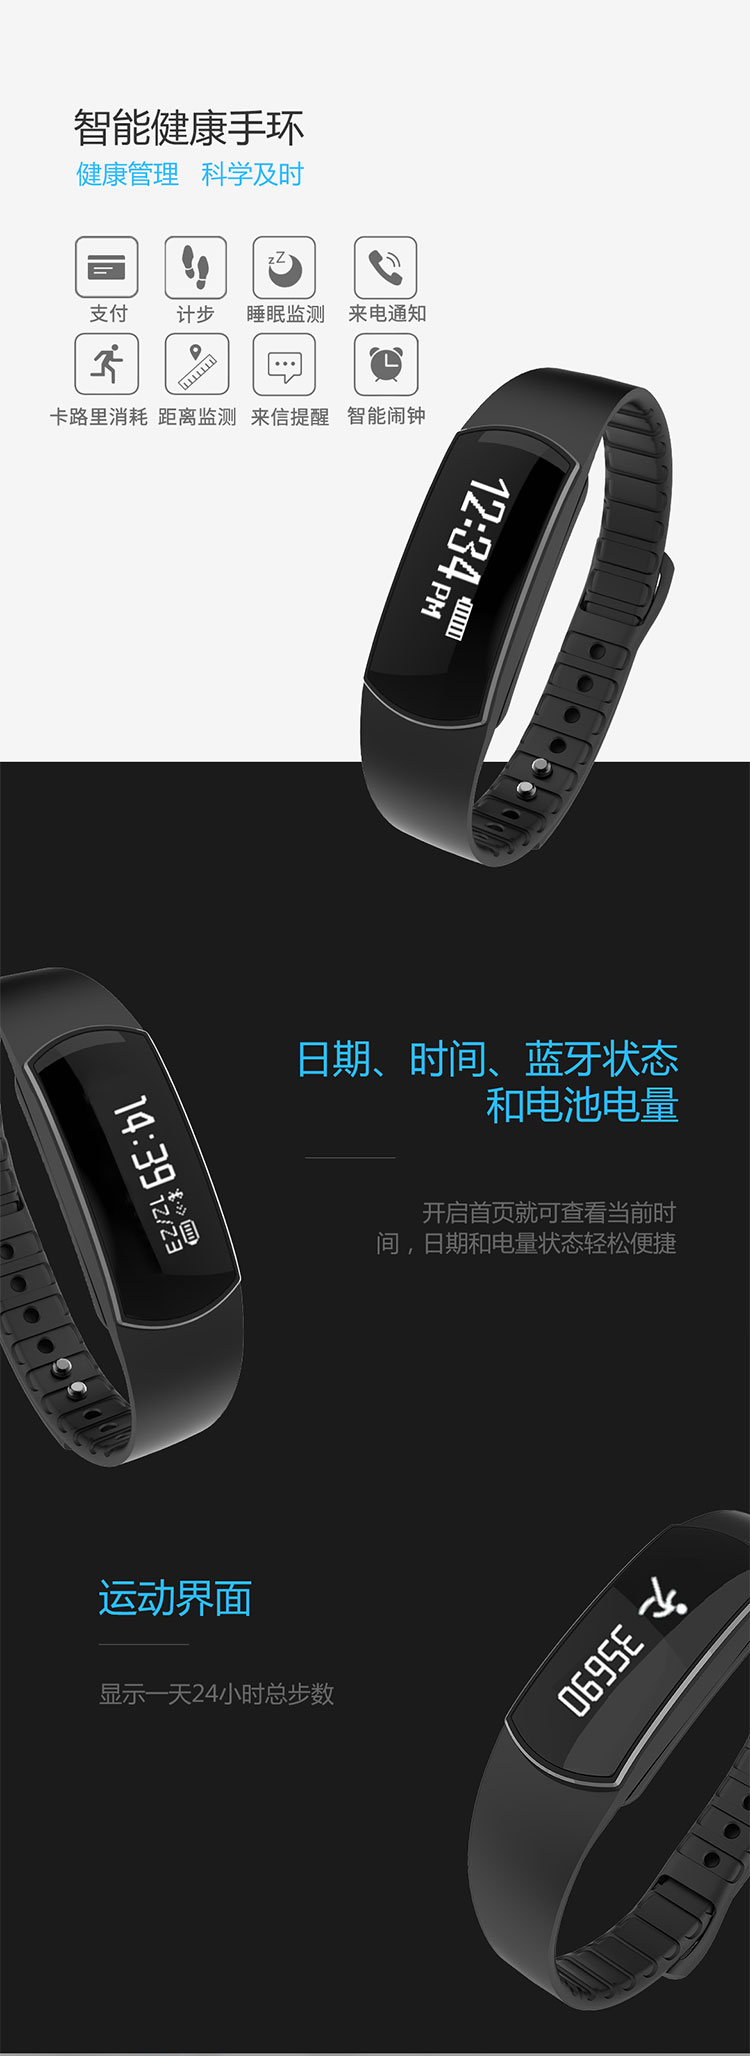 智能健康手环
健康管理 科学及时
支付 计步 睡眠监测 来电通知
卡路里消耗 距离监测 来信提醒 智能闹钟
12:34
PM
日期、时间、蓝牙状态
和电池电量
14:39
12/23
开启首页就可查看当前时
间，日期和电量状态轻松便捷
运动界面
显示一天24小时总步数
35690